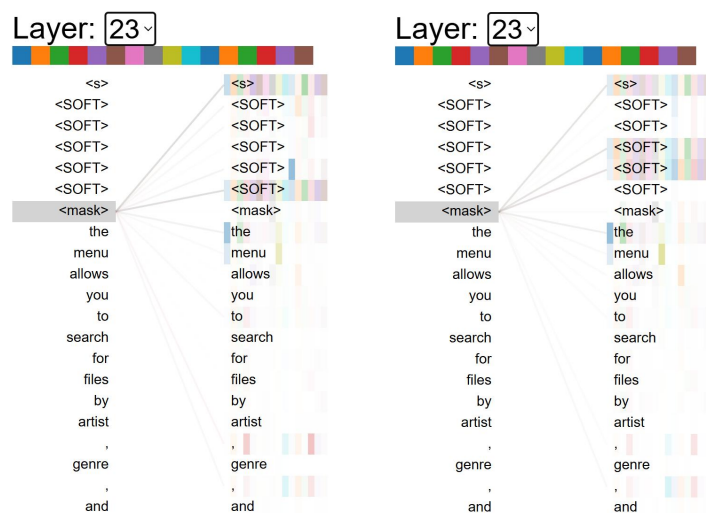 Layer: 23
<s> <s>
<SOFT> <SOFT>
<SOFT> <SOFT>
<SOFT> <SOFT>
<SOFT> <SOFT>
<SOFT> <SOFT>
<mask> <mask>
the the
menu menu
allows allows
you you
to to
search search
for for
files files
by by
artist artist
, ,
genre genre
, ,
and and
Layer: 23
<s> <s>
<SOFT> <SOFT>
<SOFT> <SOFT>
<SOFT> <SOFT>
<SOFT> <SOFT>
<SOFT> <SOFT>
<mask> <mask>
the the
menu menu
allows allows
you you
to to
search search
for for
files files
by by
artist artist
, ,
genre genre
, ,
and and